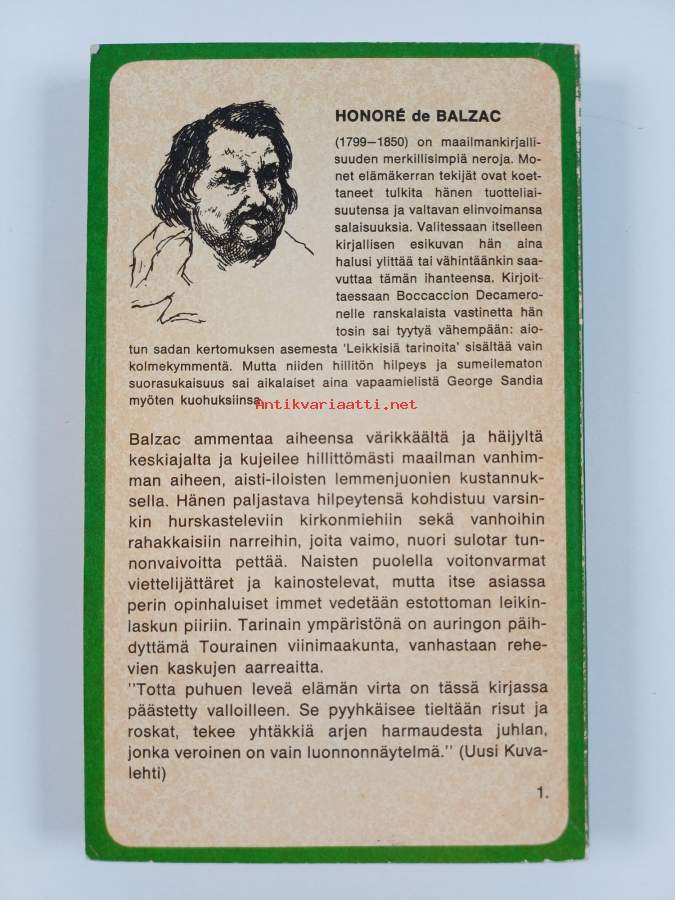 HONORÉ de BALZAC
(1799—1850) on maailmankirjalli-
suuden merkillisimpiä neroja. Mo-
net elämäkerran tekijät ovat koet-
taneet tulkita hänen tuotteliai-
suutensa ja valtavan elinvoimansa
salaisuuksia. Valitessaan itselleen
kirjallisen esikuvan hän aina
halusi ylittää tai vähintäänkin saa-
vuttaa tämän ihanteensa. Kirjoit-
taessaan Boccaccion Decamero-
nelle ranskalaista vastinetta hän
tosin sai tyytyä vähempään: aio-
tun sadan kertomuksen asemesta 'Leikkisiä tarinoita' sisältää vain
kolmekymmentä. Mutta niiden hillitön hilpeys ja sumeilematon
suorasukaisuus sai aikalaiset aina vapaamielistä George Sandia
myöten kuohuksiinsa.
Antikvariaatti.net
Balzac ammentaa aiheensa värikkäältä ja häijyltä
keskiajalta ja kujeilee hillittömästi maailman vanhim-
man aiheen, aisti-iloisten lemmenjuonien kustannuk-
sella. Hänen paljastava hilpeytensä kohdistuu varsin-
kin hurskasteleviin kirkonmiehiin sekä vanhoihin
rahakkaisiin narreihin, joita vaimo, nuori sulotar tun-
nonvaivoitta pettää. Naisten puolella voitonvarmat
viettelijättäret ja kainostelevat, mutta itse asiassa
perin opinhaluiset immet vedetään estottoman leikin-
laskun piiriin. Tarinain ympäristönä on auringon päih-
dyttämä Tourainen viinimaakunta, vanhastaan rehe-
vien kaskujen aarreaitta.
"Totta puhuen leveä elämän virta on tässä kirjassa
päästetty valloilleen. Se pyyhkäisee tieltään risut ja
roskat, tekee yhtäkkiä arjen harmaudesta juhlan,
jonka veroinen on vain luonnonnäytelmä." (Uusi Kuva-
lehti)
1.